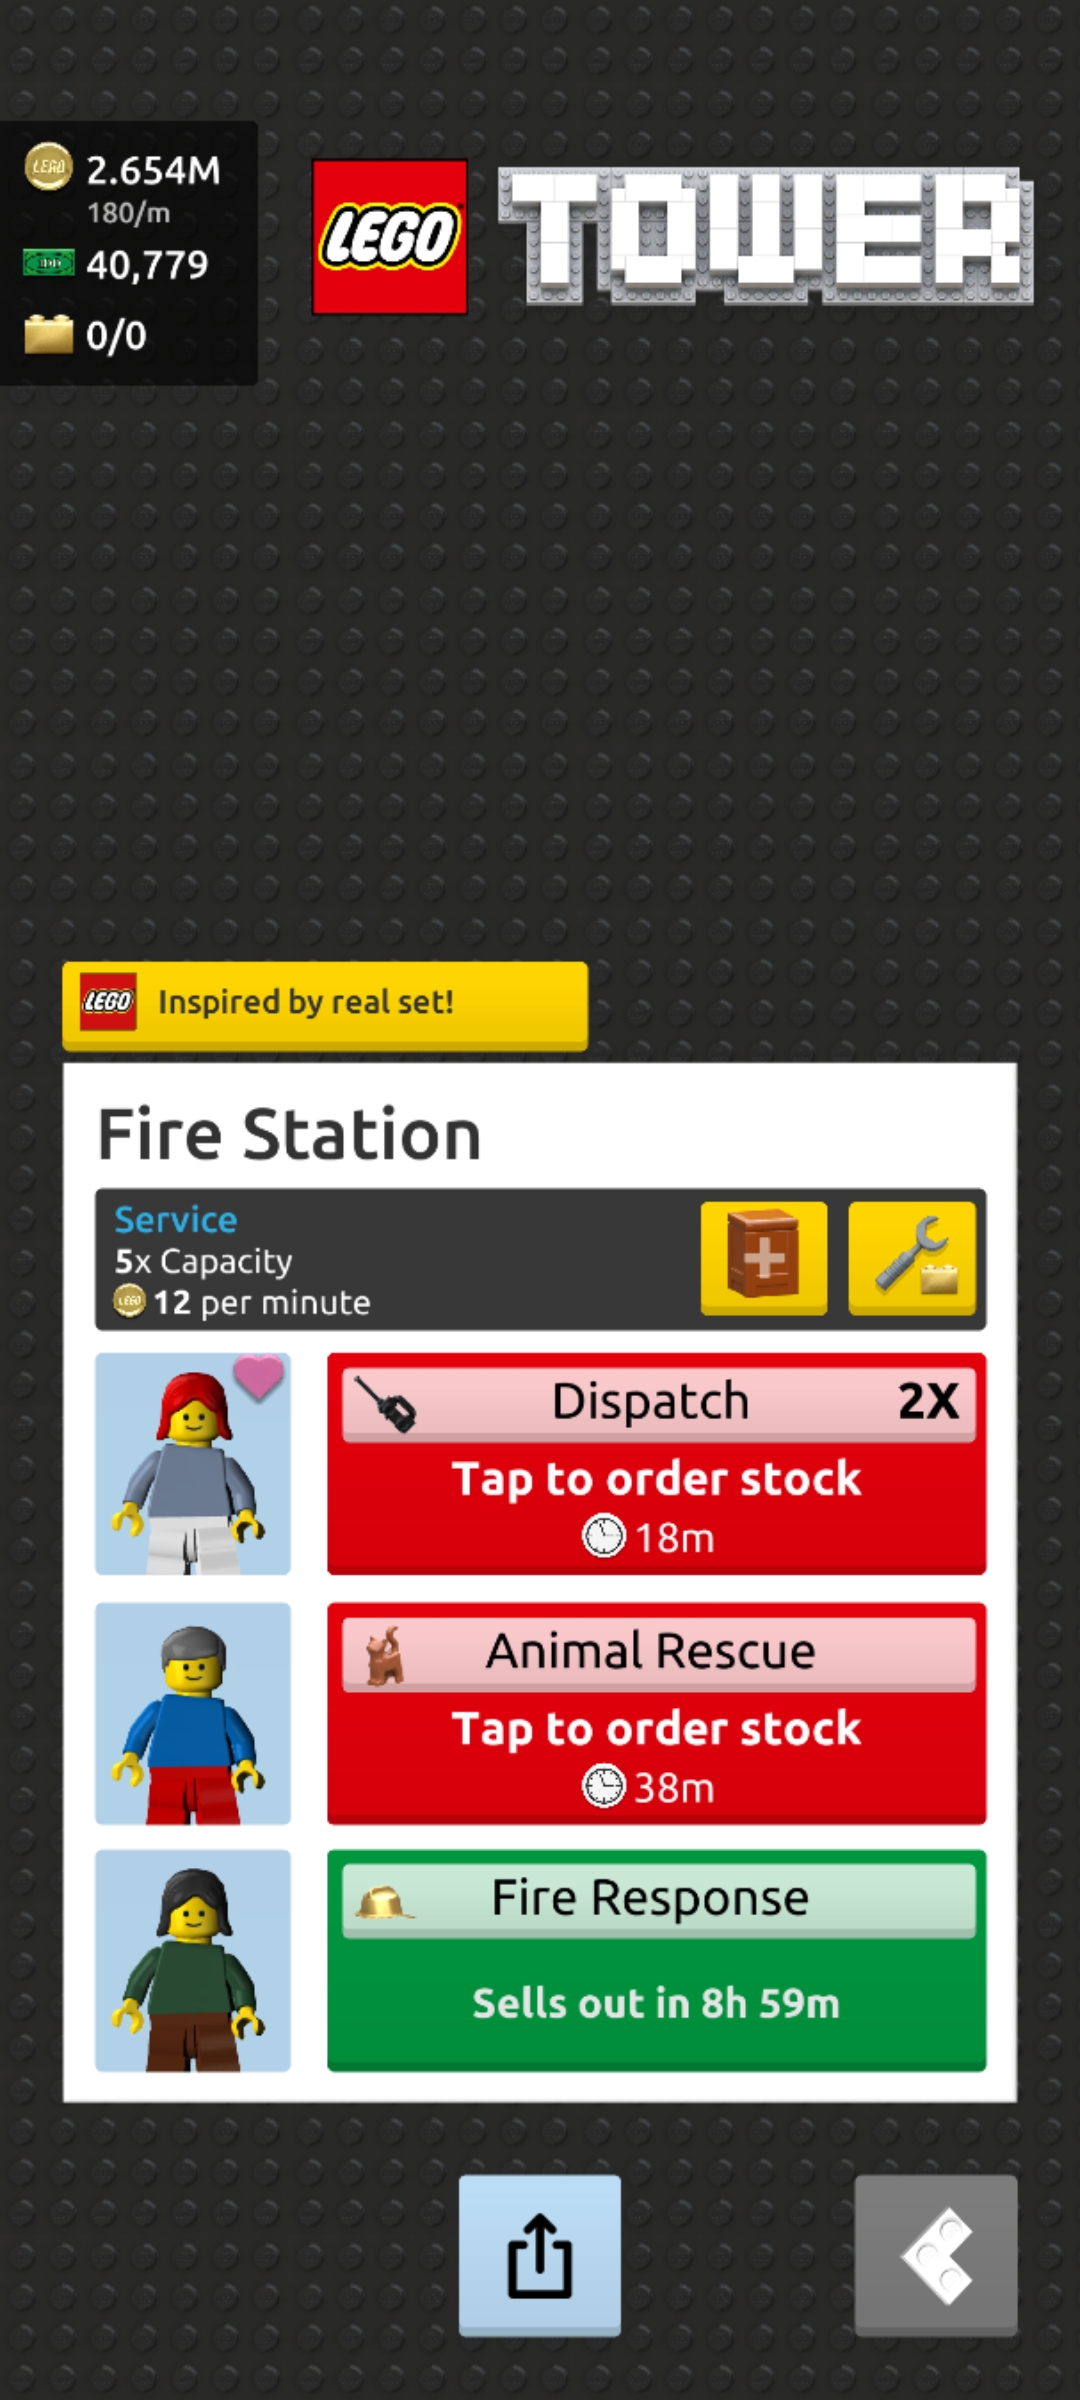 2.654M
180/m
40,779
0/0
LEGO TOWER
LEGO Inspired by real set!
Fire Station
Service
5x Capacity
LEGO 12 per minute
Dispatch 2X
Tap to order stock
18m
Animal Rescue
Tap to order stock
38m
Fire Response
Sells out in 8h 59m